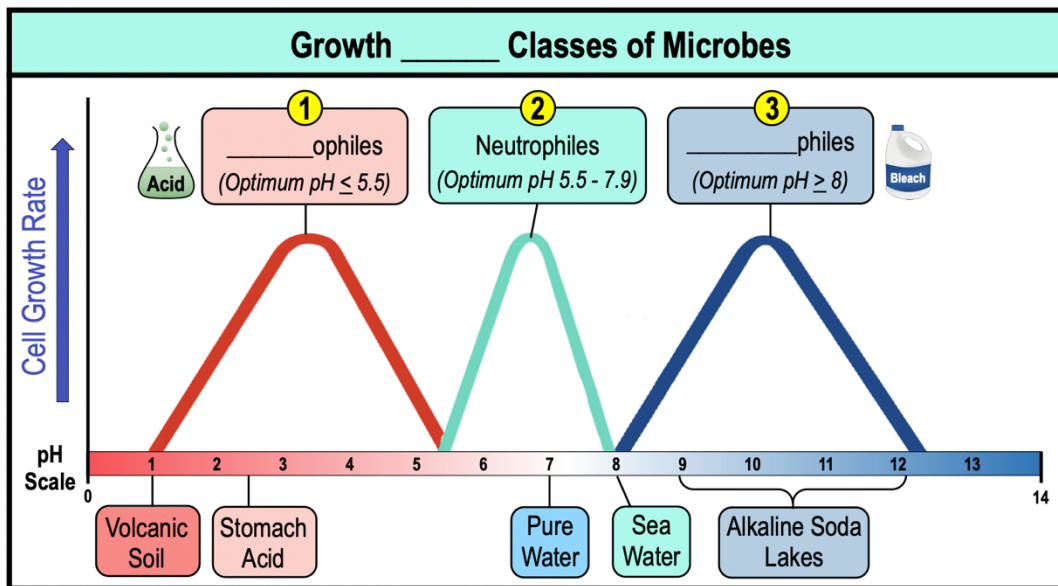 Growth ______ Classes of Microbes
1
2
3
_______ophiles
(Optimum pH ≤ 5.5)
Neutrophiles
(Optimum pH 5.5 - 7.9)
_________philes
(Optimum pH ≥ 8)
Acid
Bleach
Cell Growth Rate
pH
Scale
0
1 2 3 4 5 6 7 8 9 10 11 12 13
14
Volcanic
Soil
Stomach
Acid
Pure
Water
Sea
Water
Alkaline Soda
Lakes